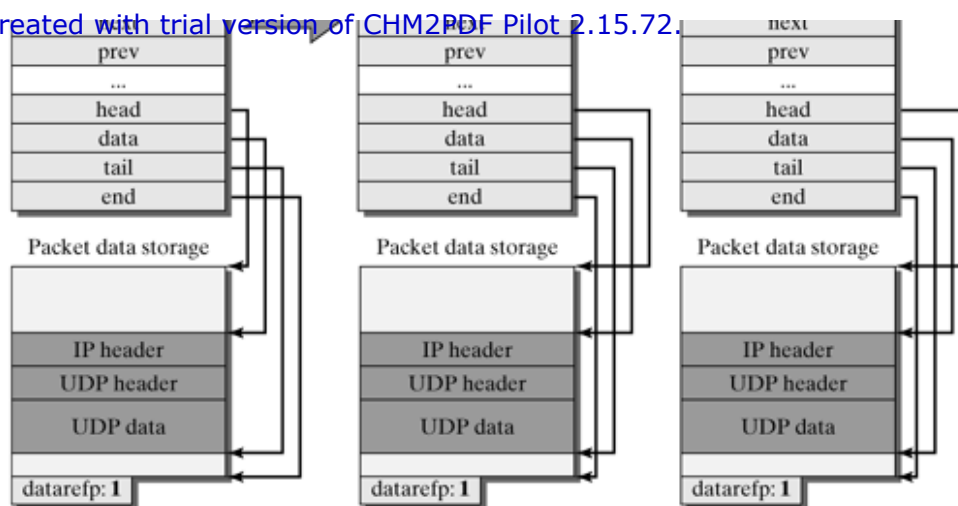 reated with trial version of CHM2PDF Pilot 2.15.72.
next
prev
...
head
data
tail
end
Packet data storage
IP header
UDP header
UDP data
datarefp: 1
next
prev
...
head
data
tail
end
Packet data storage
IP header
UDP header
UDP data
datarefp: 1
next
prev
...
head
data
tail
end
Packet data storage
IP header
UDP header
UDP data
datarefp: 1